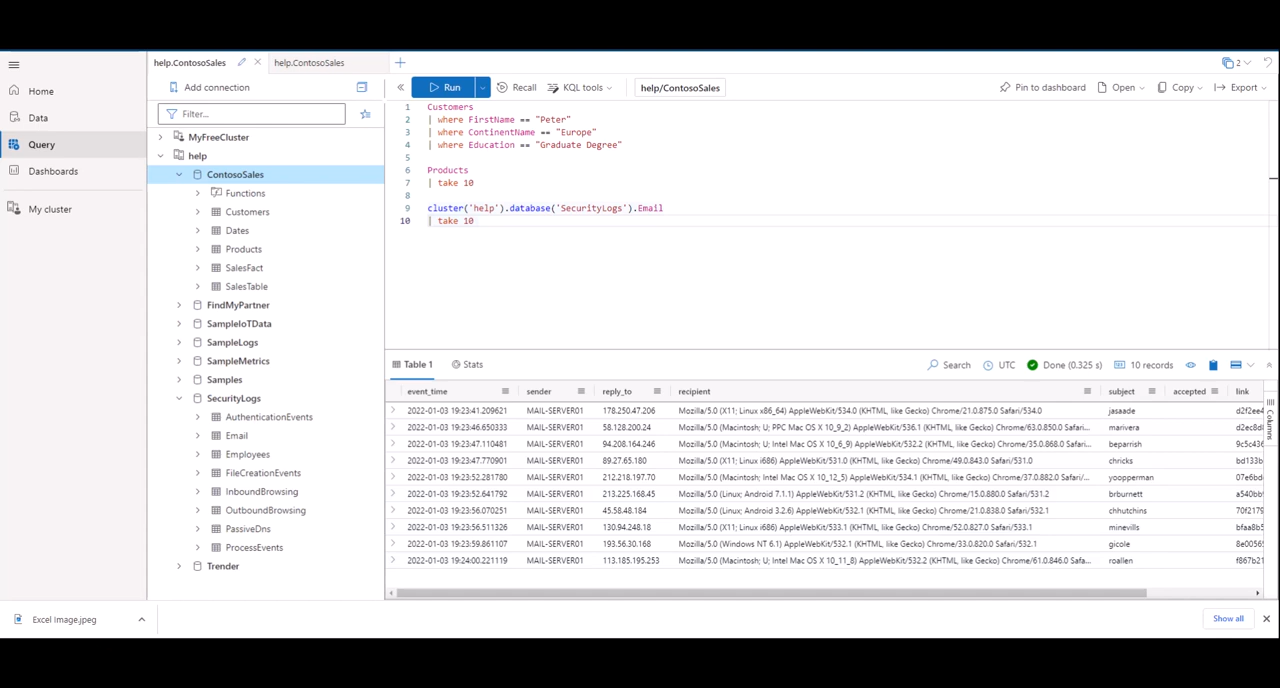 help.ContosoSales
help.ContosoSales
2
Home
Data
Query
Dashboards
My cluster
Add connection
Filter...
MyFreeCluster
help
ContosoSales
Functions
Customers
Dates
Products
SalesFact
SalesTable
FindMyPartner
SampleIoTData
SampleLogs
SampleMetrics
Samples
SecurityLogs
AuthenticationEvents
Email
Employees
FileCreationEvents
InboundBrowsing
OutboundBrowsing
PassiveDns
ProcessEvents
Trender
Run Recall KQL tools help/ContosoSales Pin to dashboard Open Copy Export
1 Customers
2 | where FirstName == "Peter"
3 | where ContinentName == "Europe"
4 | where Education == "Graduate Degree"
5
6 Products
7 | take 10
8
9 cluster('help').database('SecurityLogs').Email
10 | take 10
Table 1 Stats Search UTC Done (0.325 s) 10 records
event_time sender reply_to recipient subject accepted link
2022-01-03 19:23:41.209621 MAIL-SERVER01 178.250.47.206 Mozilla/5.0 (X11; Linux x86_64) AppleWebKit/534.0 (KHTML, like Gecko) Chrome/21.0.875.0 Safari/534.0 jasaade d2f2ee4
2022-01-03 19:23:46.650333 MAIL-SERVER01 58.128.200.24 Mozilla/5.0 (Macintosh; U; PPC Mac OS X 10_9_2) AppleWebKit/536.1 (KHTML, like Gecko) Chrome/63.0.850.0 Safar... marivera d2ec8d
2022-01-03 19:23:47.110481 MAIL-SERVER01 94.208.164.246 Mozilla/5.0 (Macintosh; U; Intel Mac OS X 10_6_9) AppleWebKit/532.2 (KHTML, like Gecko) Chrome/35.0.868.0 Safar... beparrish 9c5c436
2022-01-03 19:23:47.770901 MAIL-SERVER01 89.27.65.180 Mozilla/5.0 (X11; Linux i686) AppleWebKit/531.0 (KHTML, like Gecko) Chrome/49.0.843.0 Safari/531.0 chricks bd133b
2022-01-03 19:23:52.281780 MAIL-SERVER01 212.218.197.70 Mozilla/5.0 (Macintosh; Intel Mac OS X 10_12_5) AppleWebKit/534.1 (KHTML, like Gecko) Chrome/37.0.882.0 Safari/... yoopperman 07e6bd
2022-01-03 19:23:52.641792 MAIL-SERVER01 213.225.168.45 Mozilla/5.0 (Linux; Android 7.1.1) AppleWebKit/531.2 (KHTML, like Gecko) Chrome/15.0.880.0 Safari/531.2 brburnett a540bb
2022-01-03 19:23:56.070251 MAIL-SERVER01 45.58.48.184 Mozilla/5.0 (Linux; Android 3.2.6) AppleWebKit/532.1 (KHTML, like Gecko) Chrome/21.0.838.0 Safari/532.1 chhutchins 70f2179
2022-01-03 19:23:56.511326 MAIL-SERVER01 130.94.248.18 Mozilla/5.0 (X11; Linux i686) AppleWebKit/533.1 (KHTML, like Gecko) Chrome/52.0.827.0 Safari/533.1 minevills bfaa8b
2022-01-03 19:23:59.861107 MAIL-SERVER01 193.56.30.168 Mozilla/5.0 (Windows NT 6.1) AppleWebKit/532.1 (KHTML, like Gecko) Chrome/33.0.820.0 Safari/532.1 gicole 8e0056
2022-01-03 19:24:00.221119 MAIL-SERVER01 113.185.195.253 Mozilla/5.0 (Macintosh; U; Intel Mac OS X 10_11_8) AppleWebKit/532.2 (KHTML, like Gecko) Chrome/61.0.846.0 Safa... roallen f867b21
Columns
Excel Image.jpeg
Show all